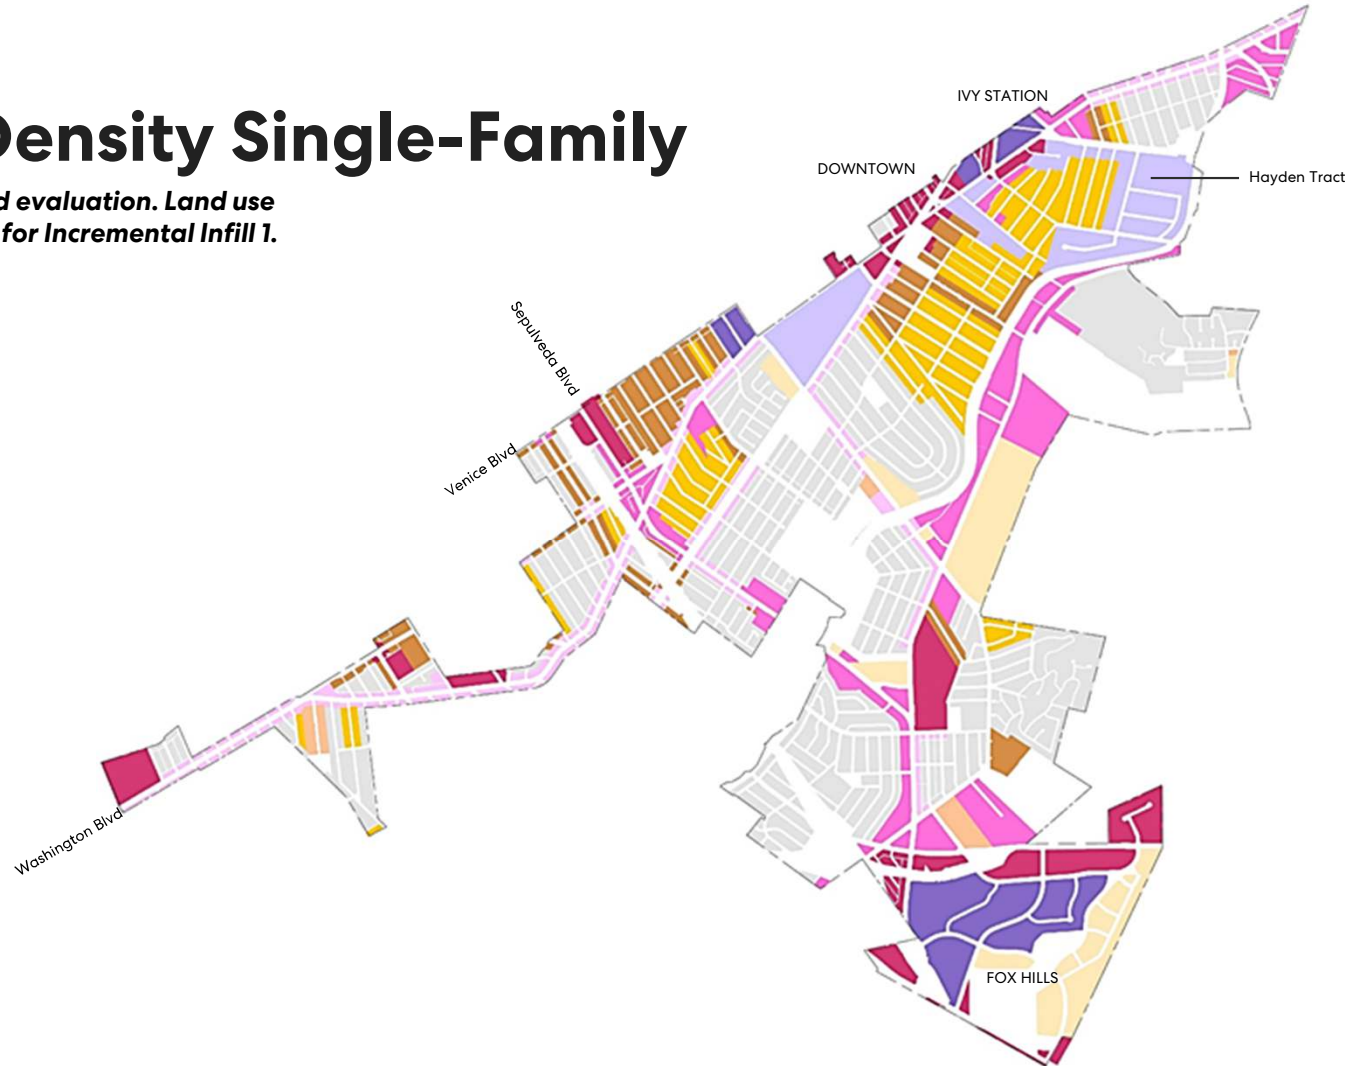 Density Single-Family
d evaluation. Land use
for Incremental Infill 1.
IVY STATION
DOWNTOWN
Hayden Tract
Sepulveda Blvd
Venice Blvd
Washington Blvd
FOX HILLS